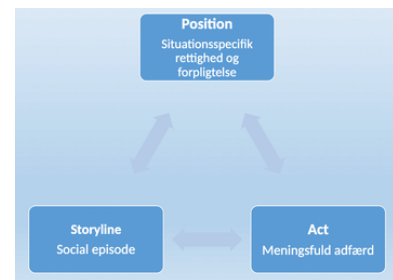 Position
Situationsspecifik
rettighed og
forpligtelse
Storyline
Social episode
Act
Meningsfuld adfærd